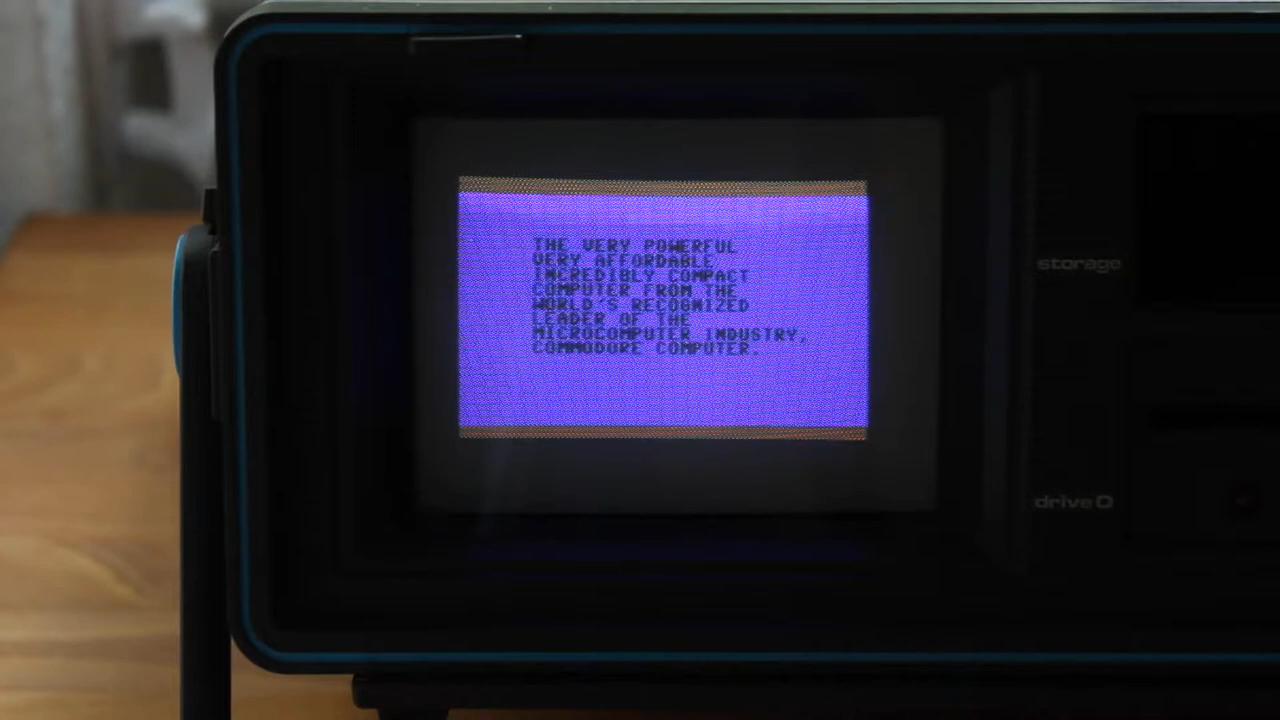 THE VERY POWERFUL
VERY AFFORDABLE
INCREDIBLY COMPACT
COMPUTER FROM THE
WORLD'S RECOGNIZED
LEADER OF THE
MICROCOMPUTER INDUSTRY,
COMMODORE COMPUTER.
storage
drive 0